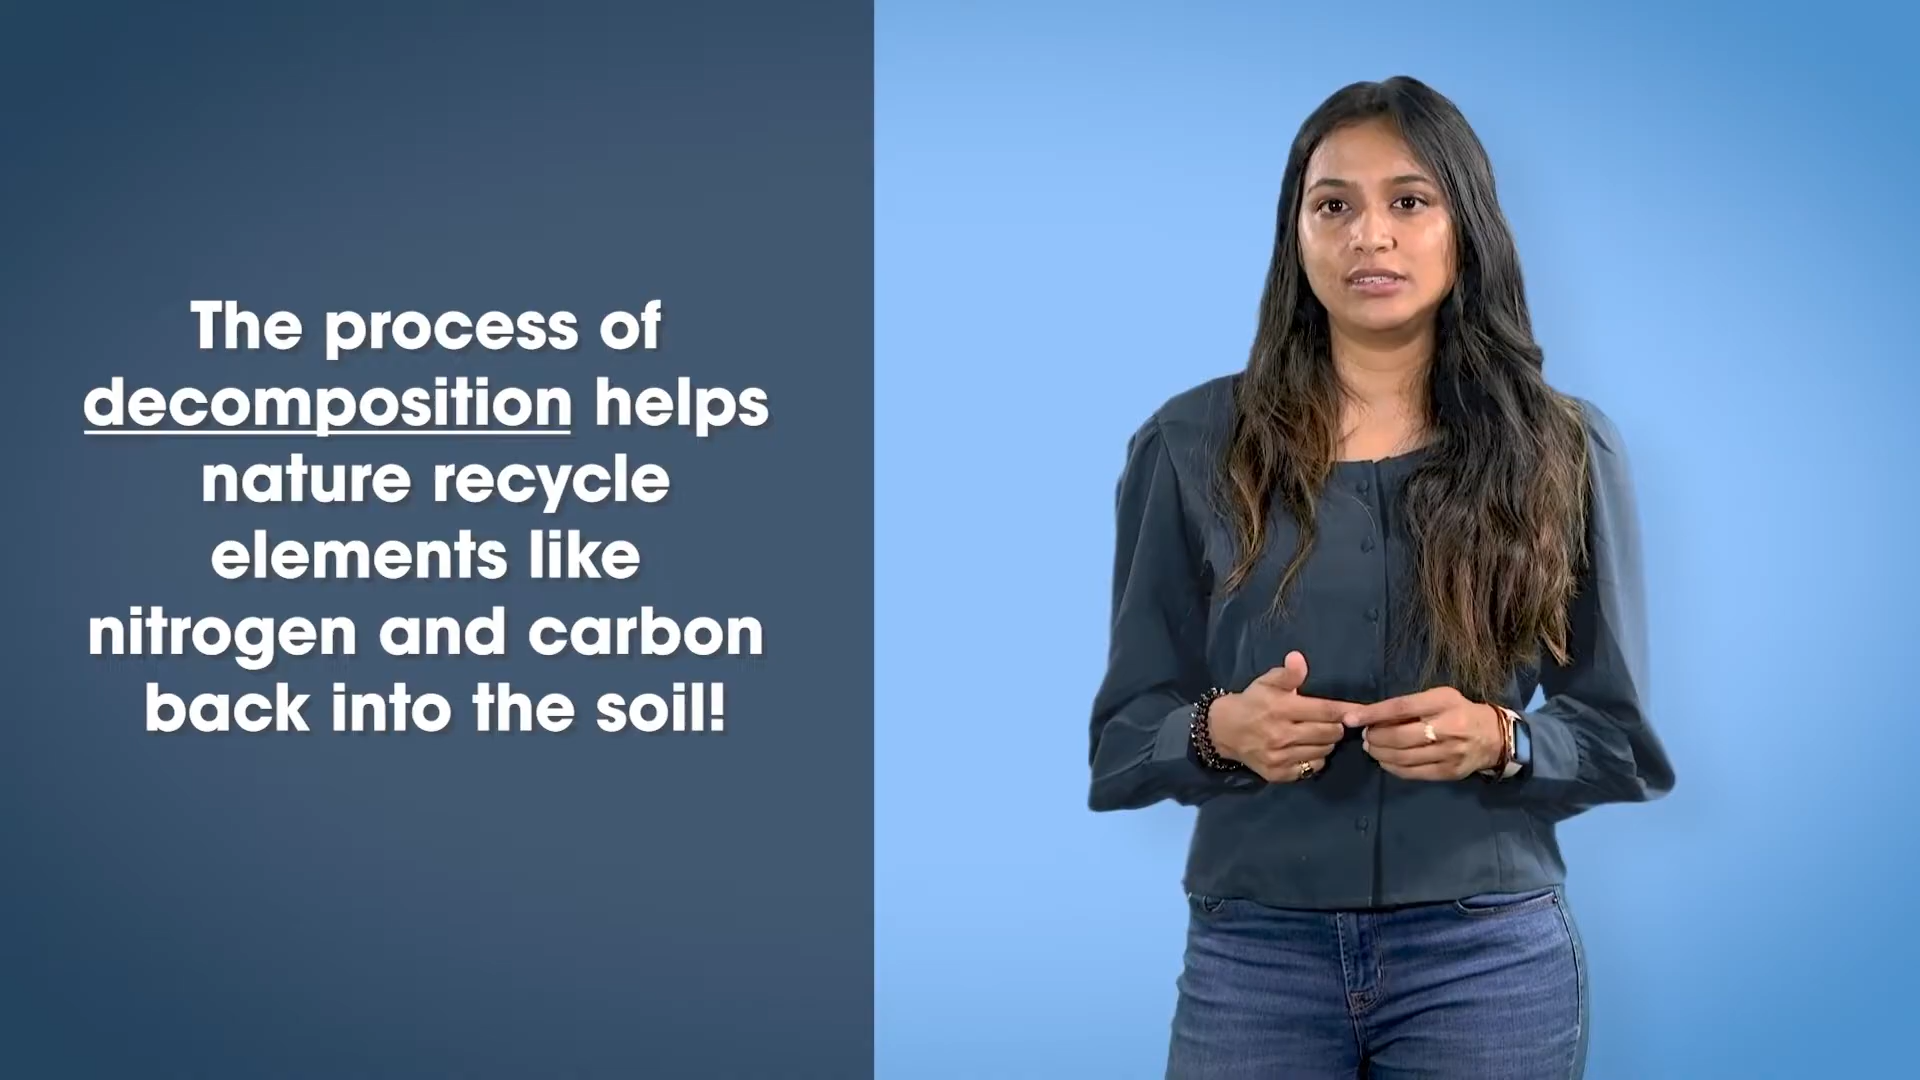 The process of
decomposition helps
nature recycle
elements like
nitrogen and carbon
back into the soil!